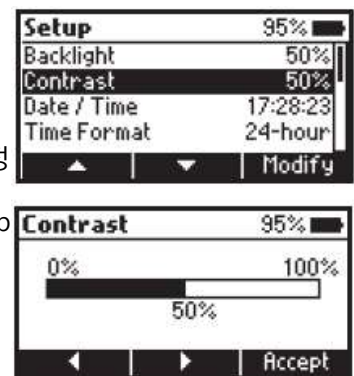 Setup 95%
Backlight 50%
Contrast 50%
Date / Time 17:28:23
Time Format 24-hour
Modify
Contrast 95%
0% 100%
50%
Accept